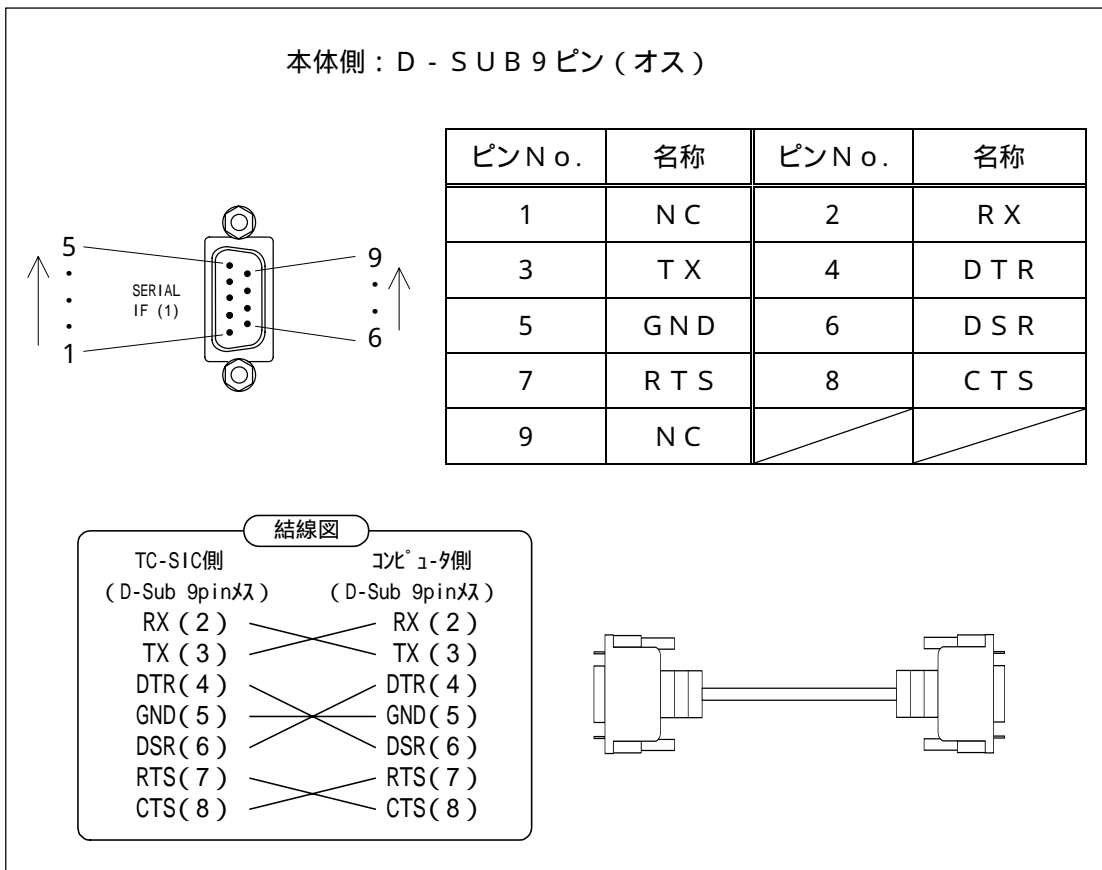 本体側：Ｄ－ＳＵＢ９ピン（オス）
ピンＮｏ． 名称 ピンＮｏ． 名称
1 ＮＣ 2 ＲＸ
3 ＴＸ 4 ＤＴＲ
5 ＧＮＤ 6 ＤＳＲ
7 ＲＴＳ 8 ＣＴＳ
9 ＮＣ
5 9
SERIAL
IF (1)
1 6
結線図
TC-SIC側 ｺﾝﾋﾟｭ-ﾀ側
(D-Sub 9pinﾒｽ) (D-Sub 9pinﾒｽ)
RX(2) RX(2)
TX(3) TX(3)
DTR(4) DTR(4)
GND(5) GND(5)
DSR(6) DSR(6)
RTS(7) RTS(7)
CTS(8) CTS(8)